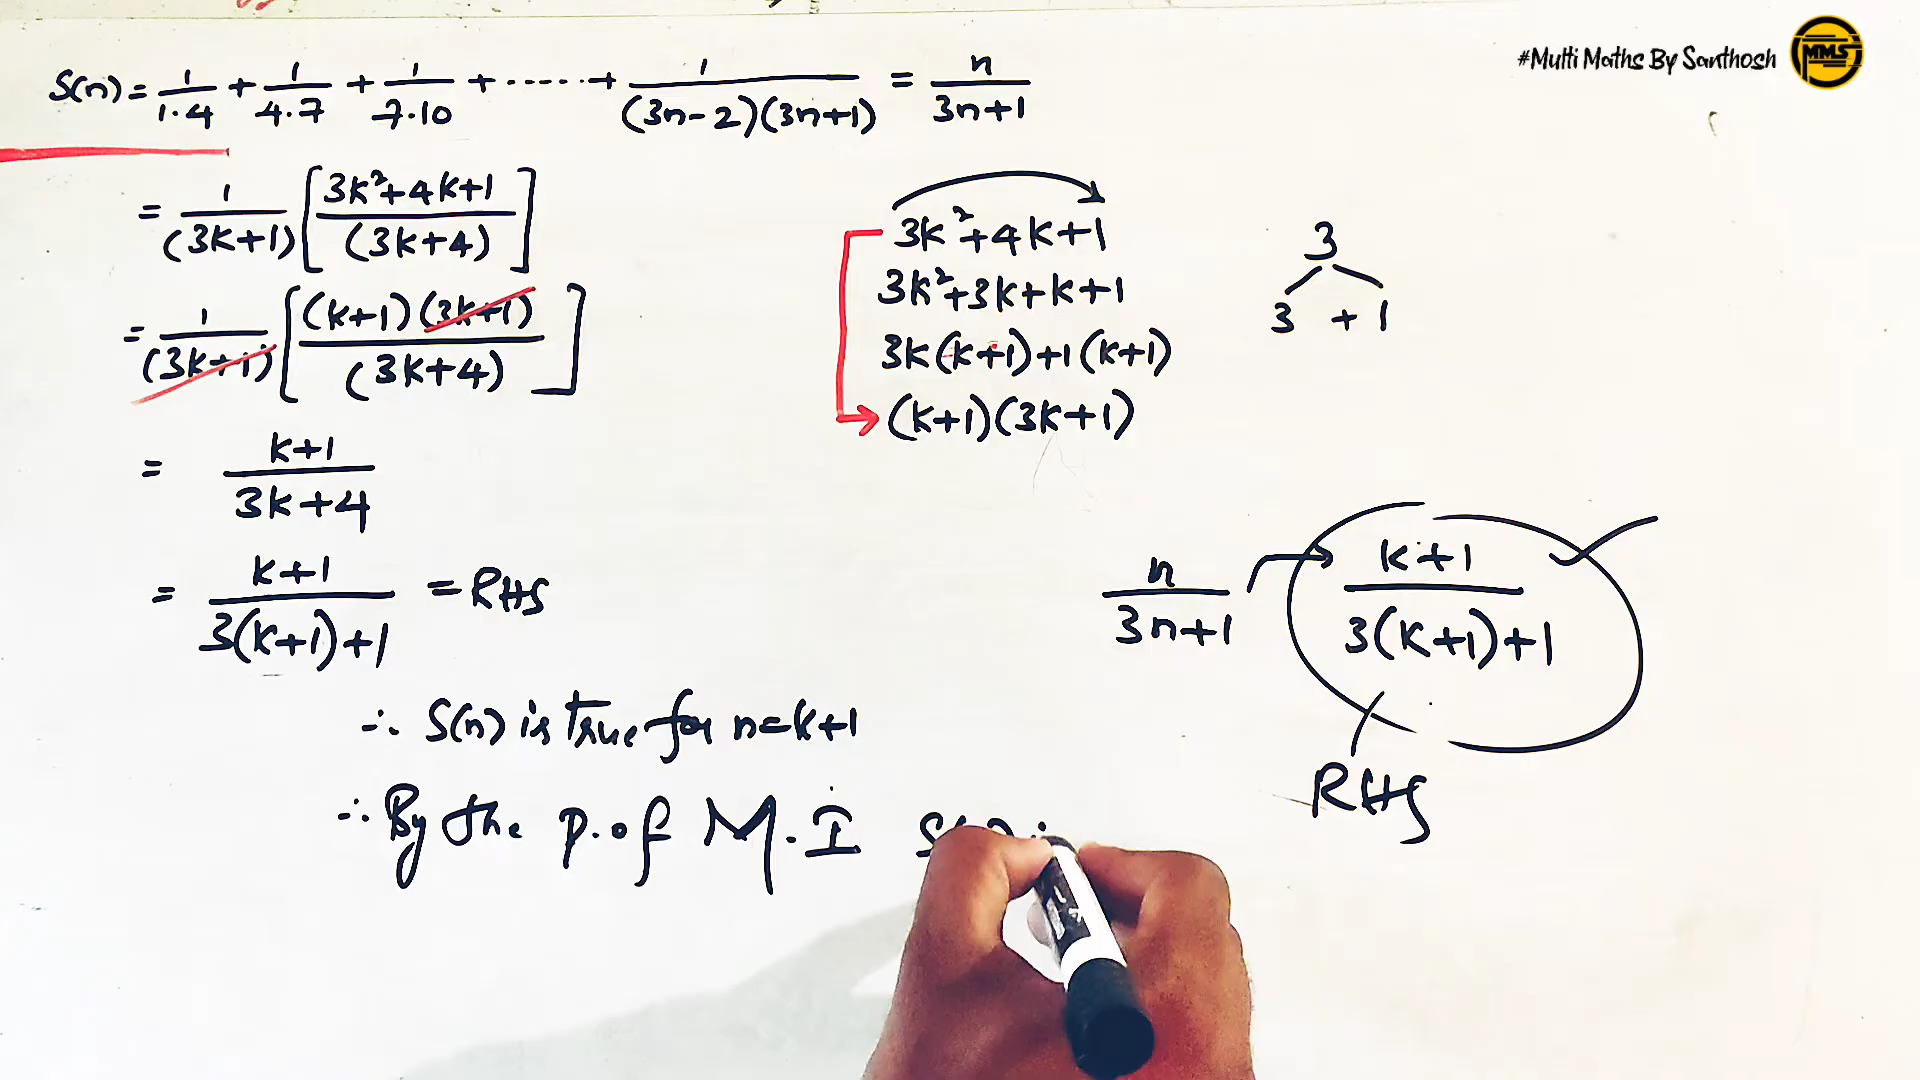 #Multi Maths By Santhosh
MMS
S(n) = 1/1.4 + 1/4.7 + 1/7.10 + ...... + 1/(3n-2)(3n+1) = n/3n+1
= 1/(3k+1) [3k²+4k+1/(3k+4)]
= 1/(3k+1) [(k+1)(3k+1)/(3k+4)]
= k+1/3k+4
= k+1/3(k+1)+1 = RHS
∴ S(n) is true for n=k+1
∴ By the p. of M.I
3k²+4k+1
3k²+3k+k+1
3k(k+1)+1(k+1)
(k+1)(3k+1)
3
3 +1
n/3n+1
k+1/3(k+1)+1
RHS